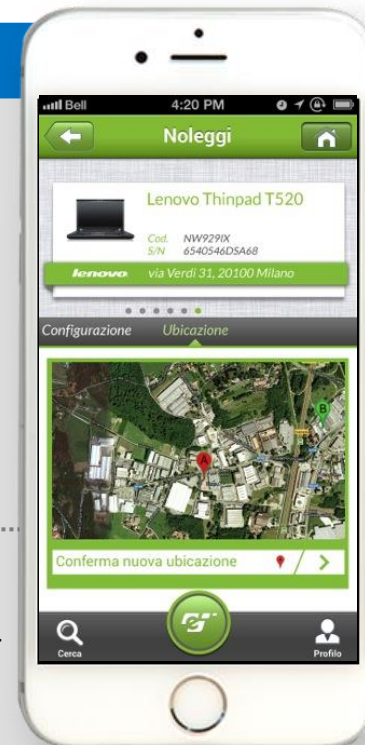 Bell 4:20 PM
Noleggi
Lenovo Thinpad T520
Cod. NW929IX
S/N 6540546DSA68
lenovo via Verdi 31, 20100 Milano
Configurazione Ubicazione
B
A
Conferma nuova ubicazione
Cerca Profilo